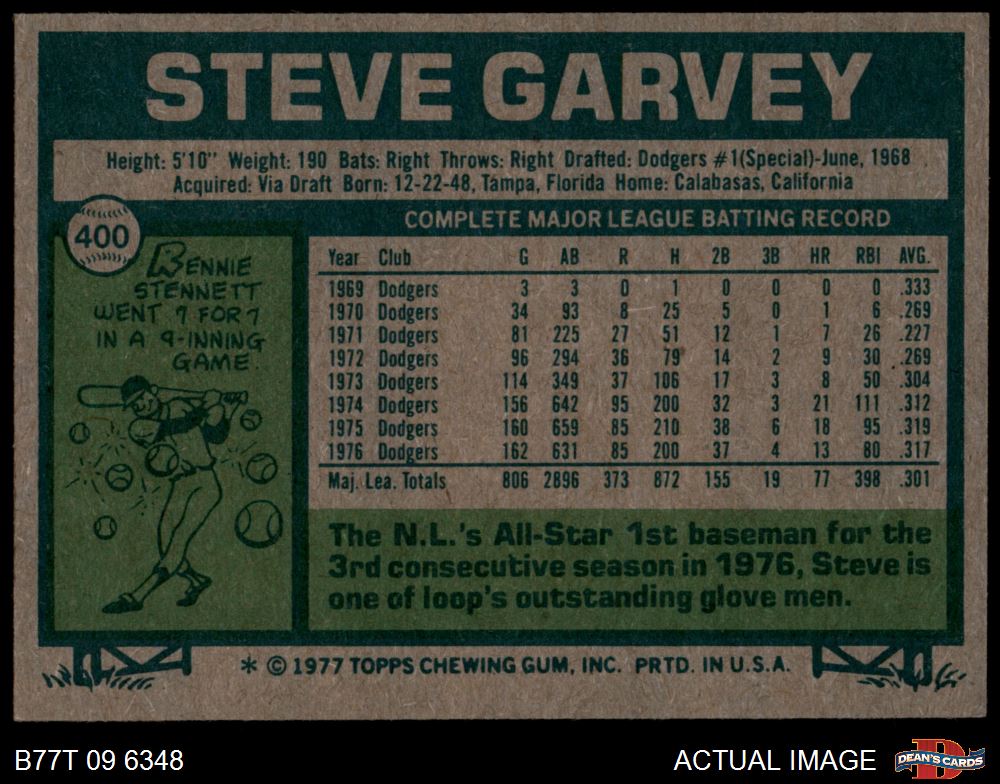 STEVE GARVEY
Height: 5'10" Weight: 190 Bats: Right Throws: Right Drafted: Dodgers #1(Special)-June, 1968
Acquired: Via Draft Born: 12-22-48, Tampa, Florida Home: Calabasas, California
400
BENNIE
STENNETT
WENT 7 FOR 7
IN A 9-INNING
GAME.
COMPLETE MAJOR LEAGUE BATTING RECORD
Year Club G AB R H 2B 3B HR RBI AVG.
1969 Dodgers 3 3 0 1 0 0 0 0 .333
1970 Dodgers 34 93 8 25 5 0 1 6 .269
1971 Dodgers 81 225 27 51 12 1 7 26 .227
1972 Dodgers 96 294 36 79 14 2 9 30 .269
1973 Dodgers 114 349 37 106 17 3 8 50 .304
1974 Dodgers 156 642 95 200 32 3 21 111 .312
1975 Dodgers 160 659 85 210 38 6 18 95 .319
1976 Dodgers 162 631 85 200 37 4 13 80 .317
Maj. Lea. Totals 806 2896 373 872 155 19 77 398 .301
The N.L.'s All-Star 1st baseman for the
3rd consecutive season in 1976, Steve is
one of loop's outstanding glove men.
* © 1977 TOPPS CHEWING GUM, INC. PRTD. IN U.S.A.
B77T 09 6348
ACTUAL IMAGE
D
DEAN'S CARDS